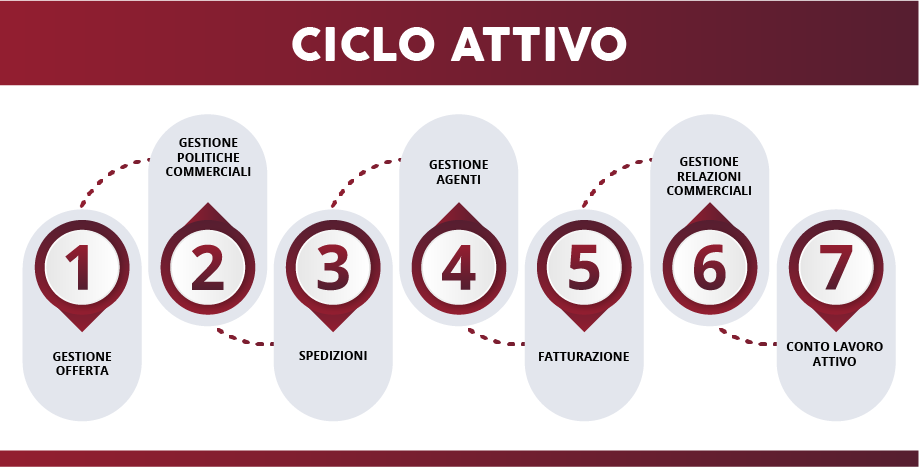 CICLO ATTIVO
1
GESTIONE
OFFERTA
GESTIONE
POLITICHE
COMMERCIALI
2
3
SPEDIZIONI
GESTIONE
AGENTI
4
5
FATTURAZIONE
GESTIONE
RELAZIONI
COMMERCIALI
6
7
CONTO LAVORO
ATTIVO